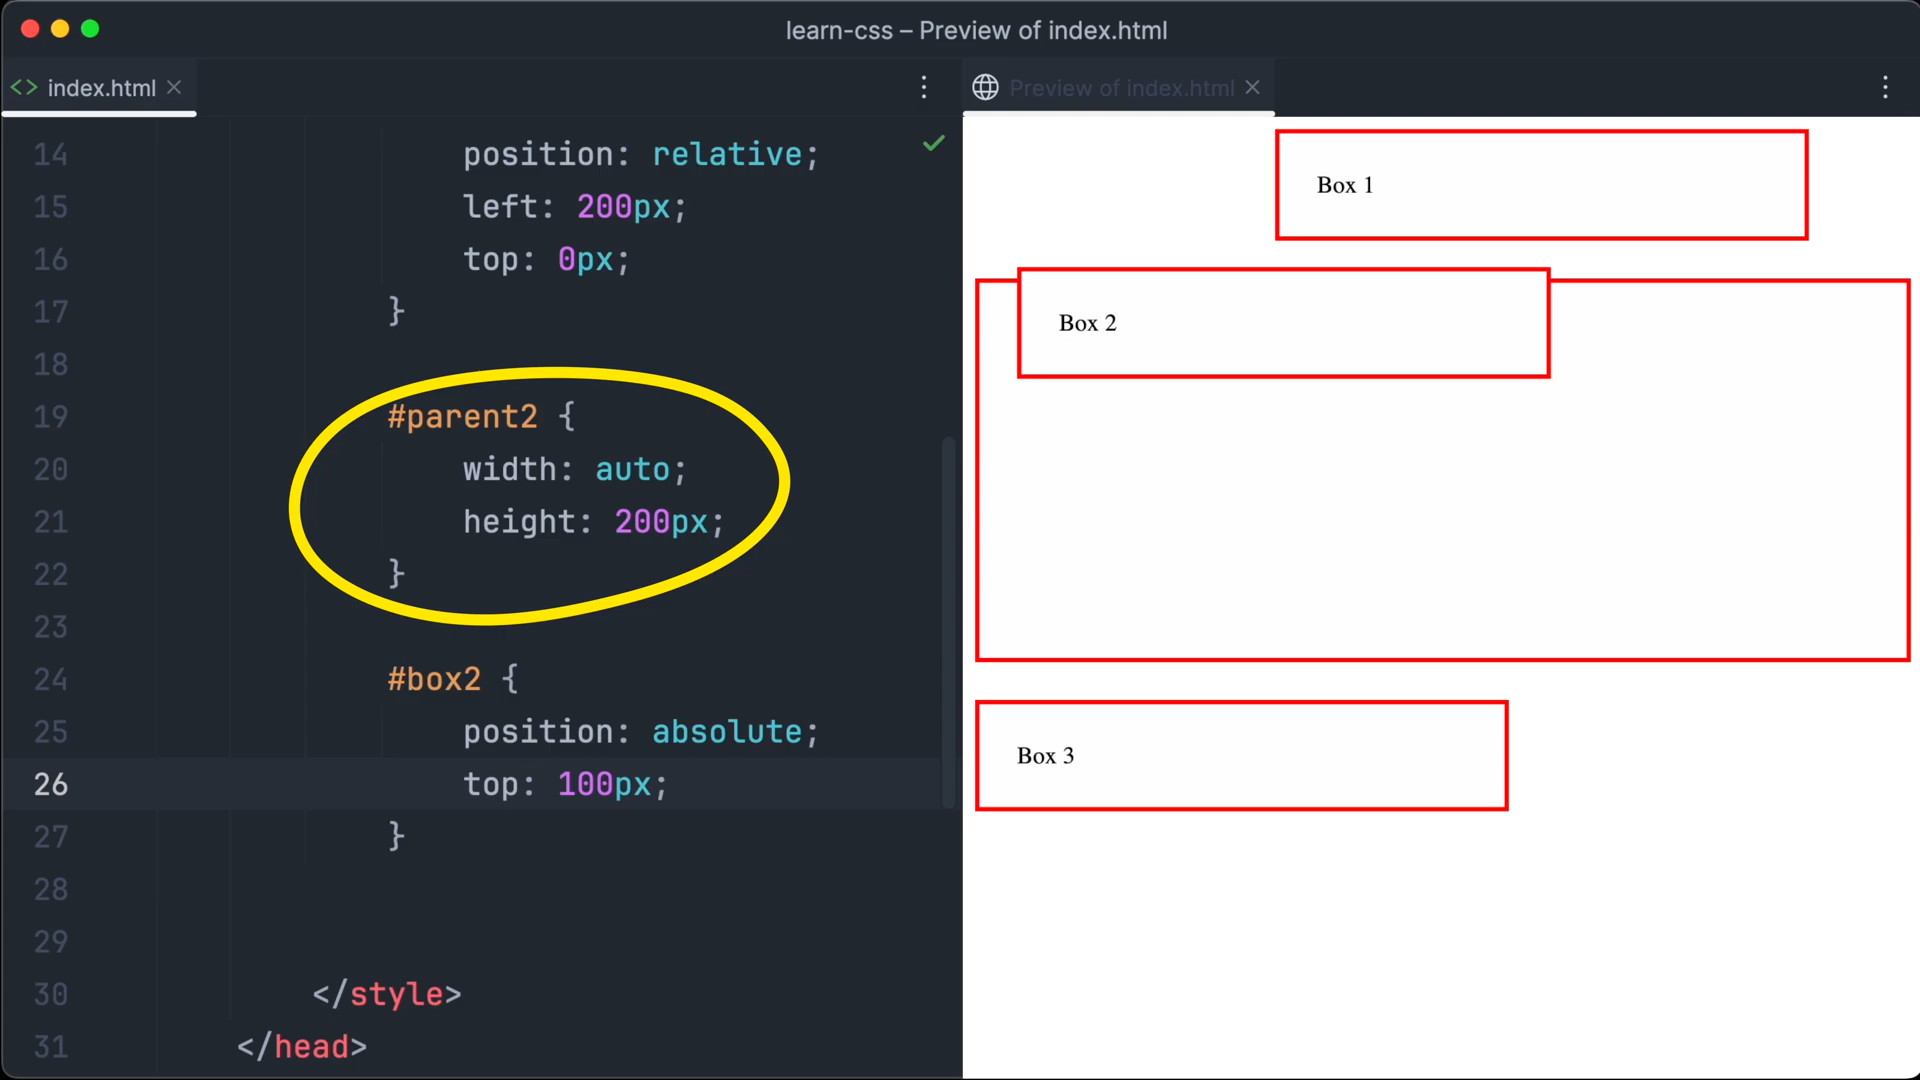 learn-css – Preview of index.html
<> index.html
Preview of index.html
14 position: relative;
15 left: 200px;
16 top: 0px;
17 }
18
19 #parent2 {
20 width: auto;
21 height: 200px;
22 }
23
24 #box2 {
25 position: absolute;
26 top: 100px;
27 }
28
29
30 </style>
31 </head>
Box 1
Box 2
Box 3